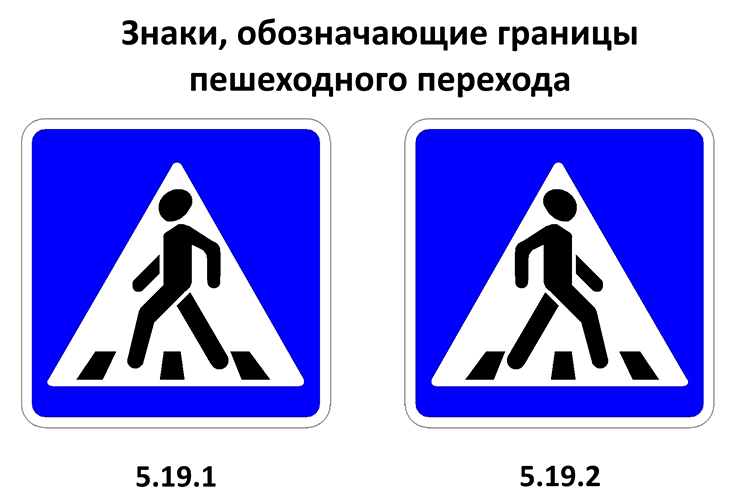 Знаки, обозначающие границы
пешеходного перехода
5.19.1
5.19.2